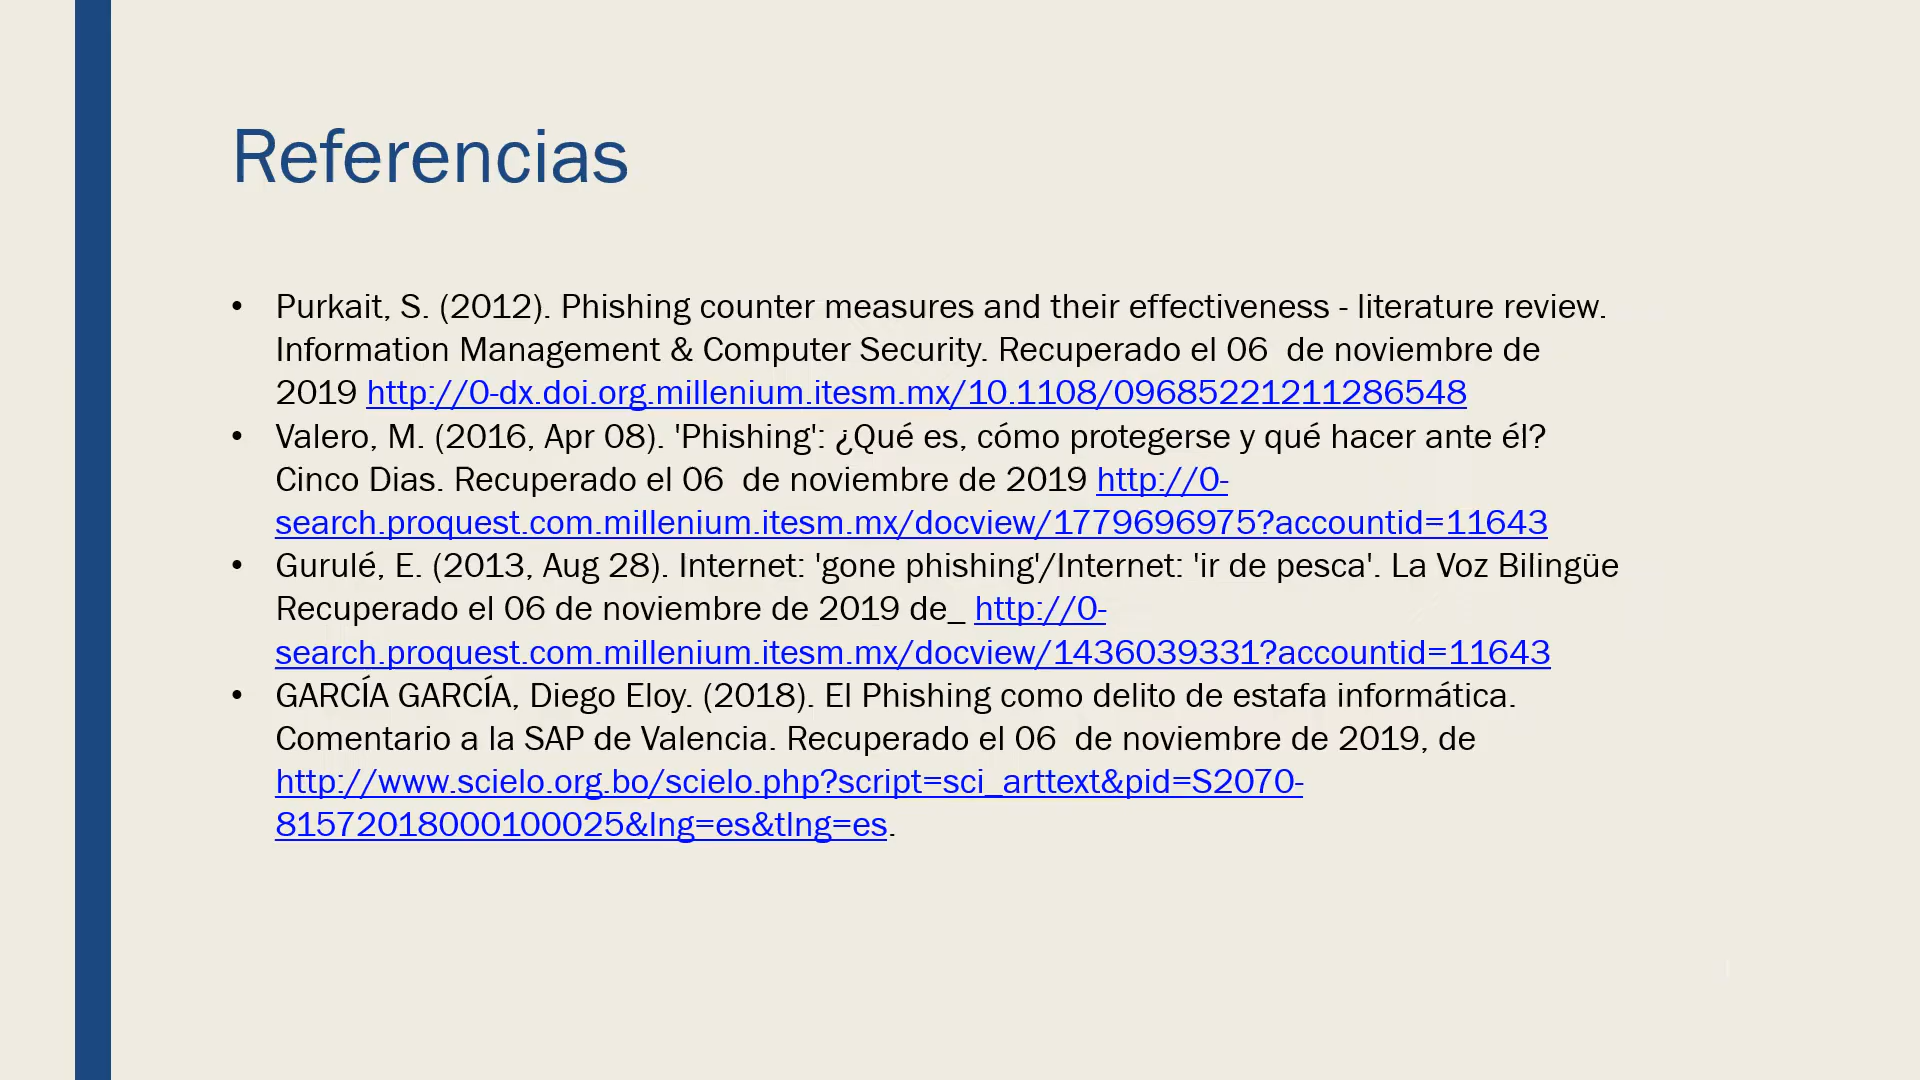 Referencias
• Purkait, S. (2012). Phishing counter measures and their effectiveness - literature review.
Information Management & Computer Security. Recuperado el 06  de noviembre de
2019 http://0-dx.doi.org.millenium.itesm.mx/10.1108/09685221211286548
• Valero, M. (2016, Apr 08). 'Phishing': ¿Qué es, cómo protegerse y qué hacer ante él?
Cinco Dias. Recuperado el 06  de noviembre de 2019 http://0-
search.proquest.com.millenium.itesm.mx/docview/1779696975?accountid=11643
• Gurulé, E. (2013, Aug 28). Internet: 'gone phishing'/Internet: 'ir de pesca'. La Voz Bilingüe
Recuperado el 06 de noviembre de 2019 de_ http://0-
search.proquest.com.millenium.itesm.mx/docview/1436039331?accountid=11643
• GARCÍA GARCÍA, Diego Eloy. (2018). El Phishing como delito de estafa informática.
Comentario a la SAP de Valencia. Recuperado el 06  de noviembre de 2019, de
http://www.scielo.org.bo/scielo.php?script=sci_arttext&pid=S2070-
81572018000100025&lng=es&tlng=es.